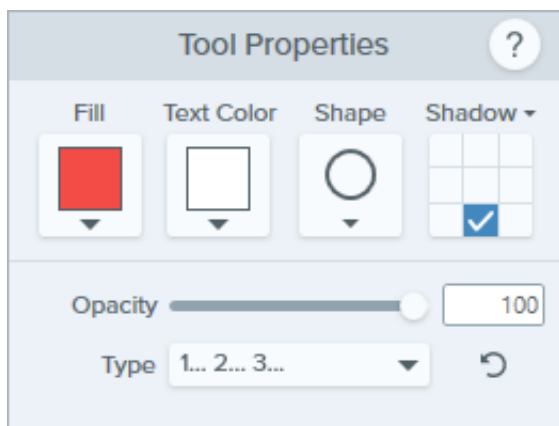 Tool Properties ?
Fill Text Color Shape Shadow
Opacity 100
Type 1... 2... 3...